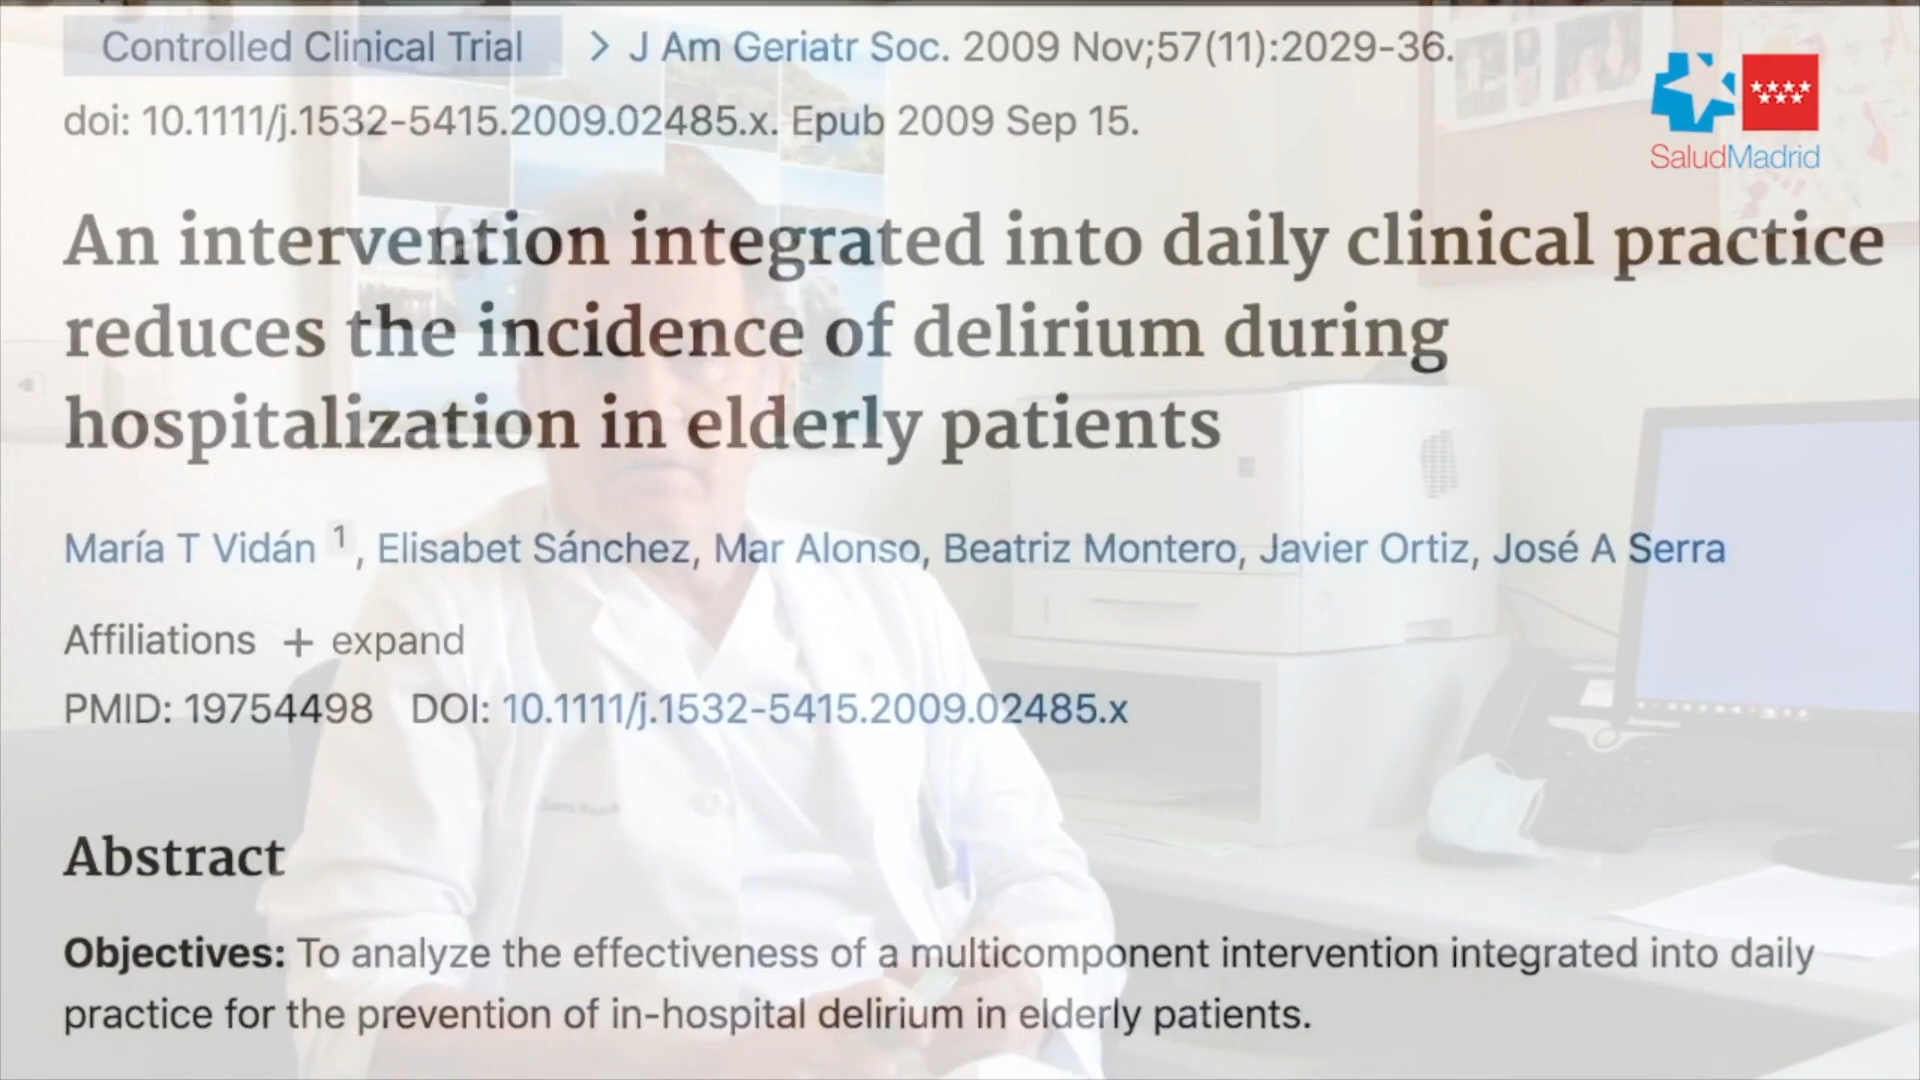 Controlled Clinical Trial > J Am Geriatr Soc. 2009 Nov;57(11):2029-36.
doi: 10.1111/j.1532-5415.2009.02485.x. Epub 2009 Sep 15.
SaludMadrid
An intervention integrated into daily clinical practice
reduces the incidence of delirium during
hospitalization in elderly patients
María T Vidán 1, Elisabet Sánchez, Mar Alonso, Beatriz Montero, Javier Ortiz, José A Serra
Affiliations + expand
PMID: 19754498 DOI: 10.1111/j.1532-5415.2009.02485.x
Abstract
Objectives: To analyze the effectiveness of a multicomponent intervention integrated into daily
practice for the prevention of in-hospital delirium in elderly patients.